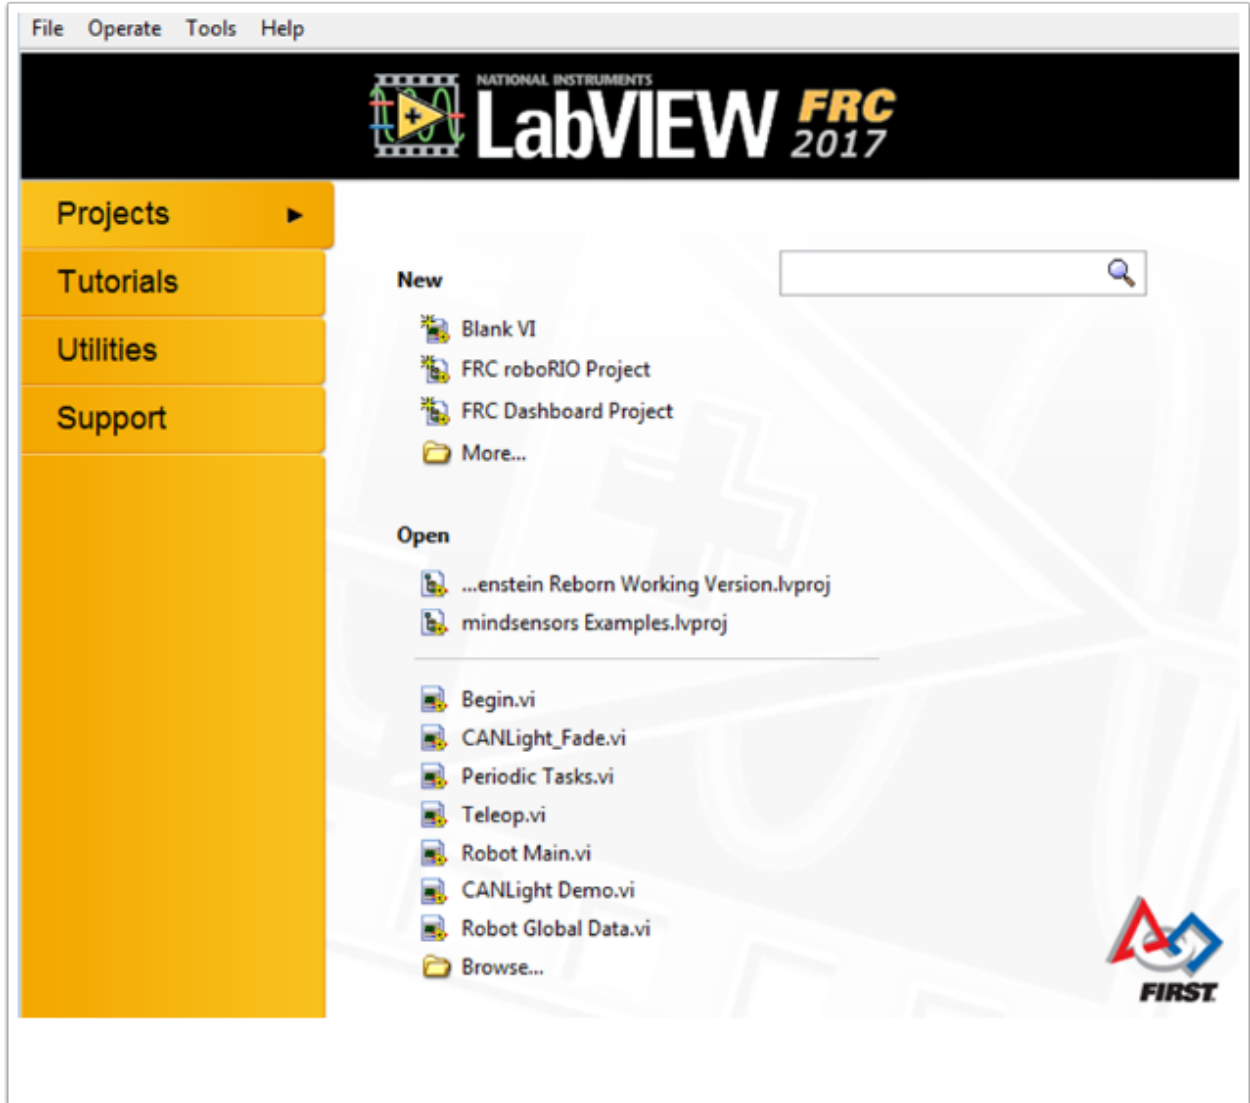 File Operate Tools Help
NATIONAL INSTRUMENTS
LabVIEW FRC 2017
Projects
Tutorials
Utilities
Support
New
Blank VI
FRC roboRIO Project
FRC Dashboard Project
More...
Open
...enstein Reborn Working Version.lvproj
mindsensors Examples.lvproj
Begin.vi
CANLight_Fade.vi
Periodic Tasks.vi
Teleop.vi
Robot Main.vi
CANLight Demo.vi
Robot Global Data.vi
Browse...
FIRST